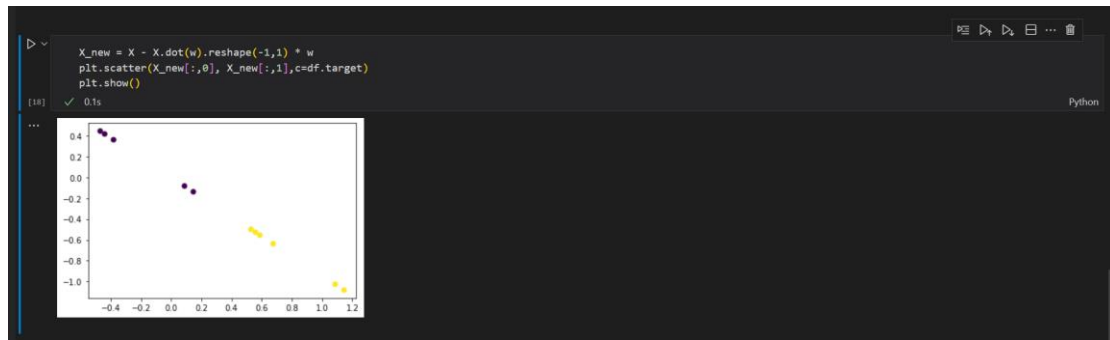 X_new = X - X.dot(w).reshape(-1,1) * w
plt.scatter(X_new[:,0], X_new[:,1],c=df.target)
plt.show()
[18] ✓ 0.1s Python
0.4
0.2
0.0
−0.2
−0.4
−0.6
−0.8
−1.0
−0.4 −0.2 0.0 0.2 0.4 0.6 0.8 1.0 1.2